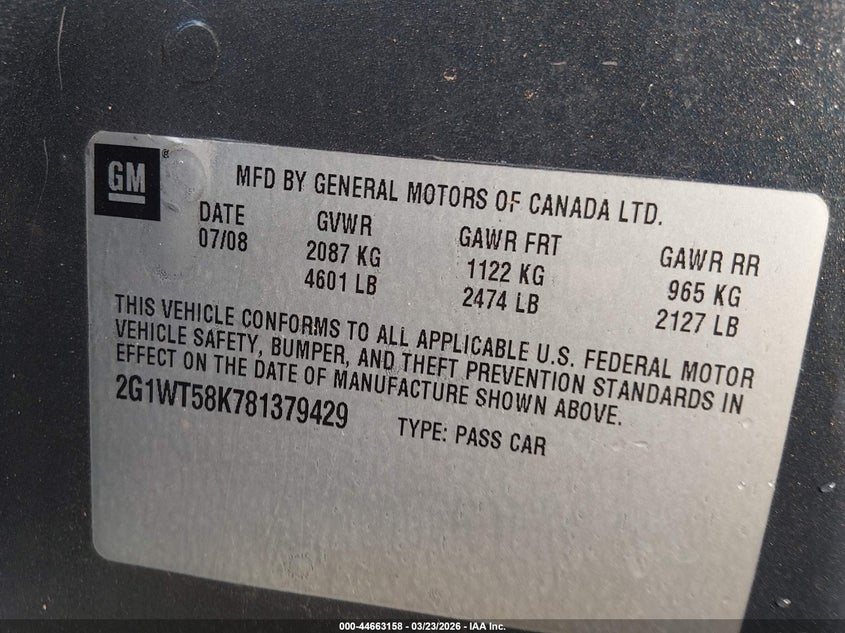 GM
MFD BY GENERAL MOTORS OF CANADA LTD.
DATE GVWR GAWR FRT GAWR RR
07/08 2087 KG 1122 KG 965 KG
4601 LB 2474 LB 2127 LB
THIS VEHICLE CONFORMS TO ALL APPLICABLE U.S. FEDERAL MOTOR
VEHICLE SAFETY, BUMPER, AND THEFT PREVENTION STANDARDS IN
EFFECT ON THE DATE OF MANUFACTURE SHOWN ABOVE.
2G1WT58K781379429 TYPE: PASS CAR
000-44663158 - 03/23/2026 - IAA Inc.